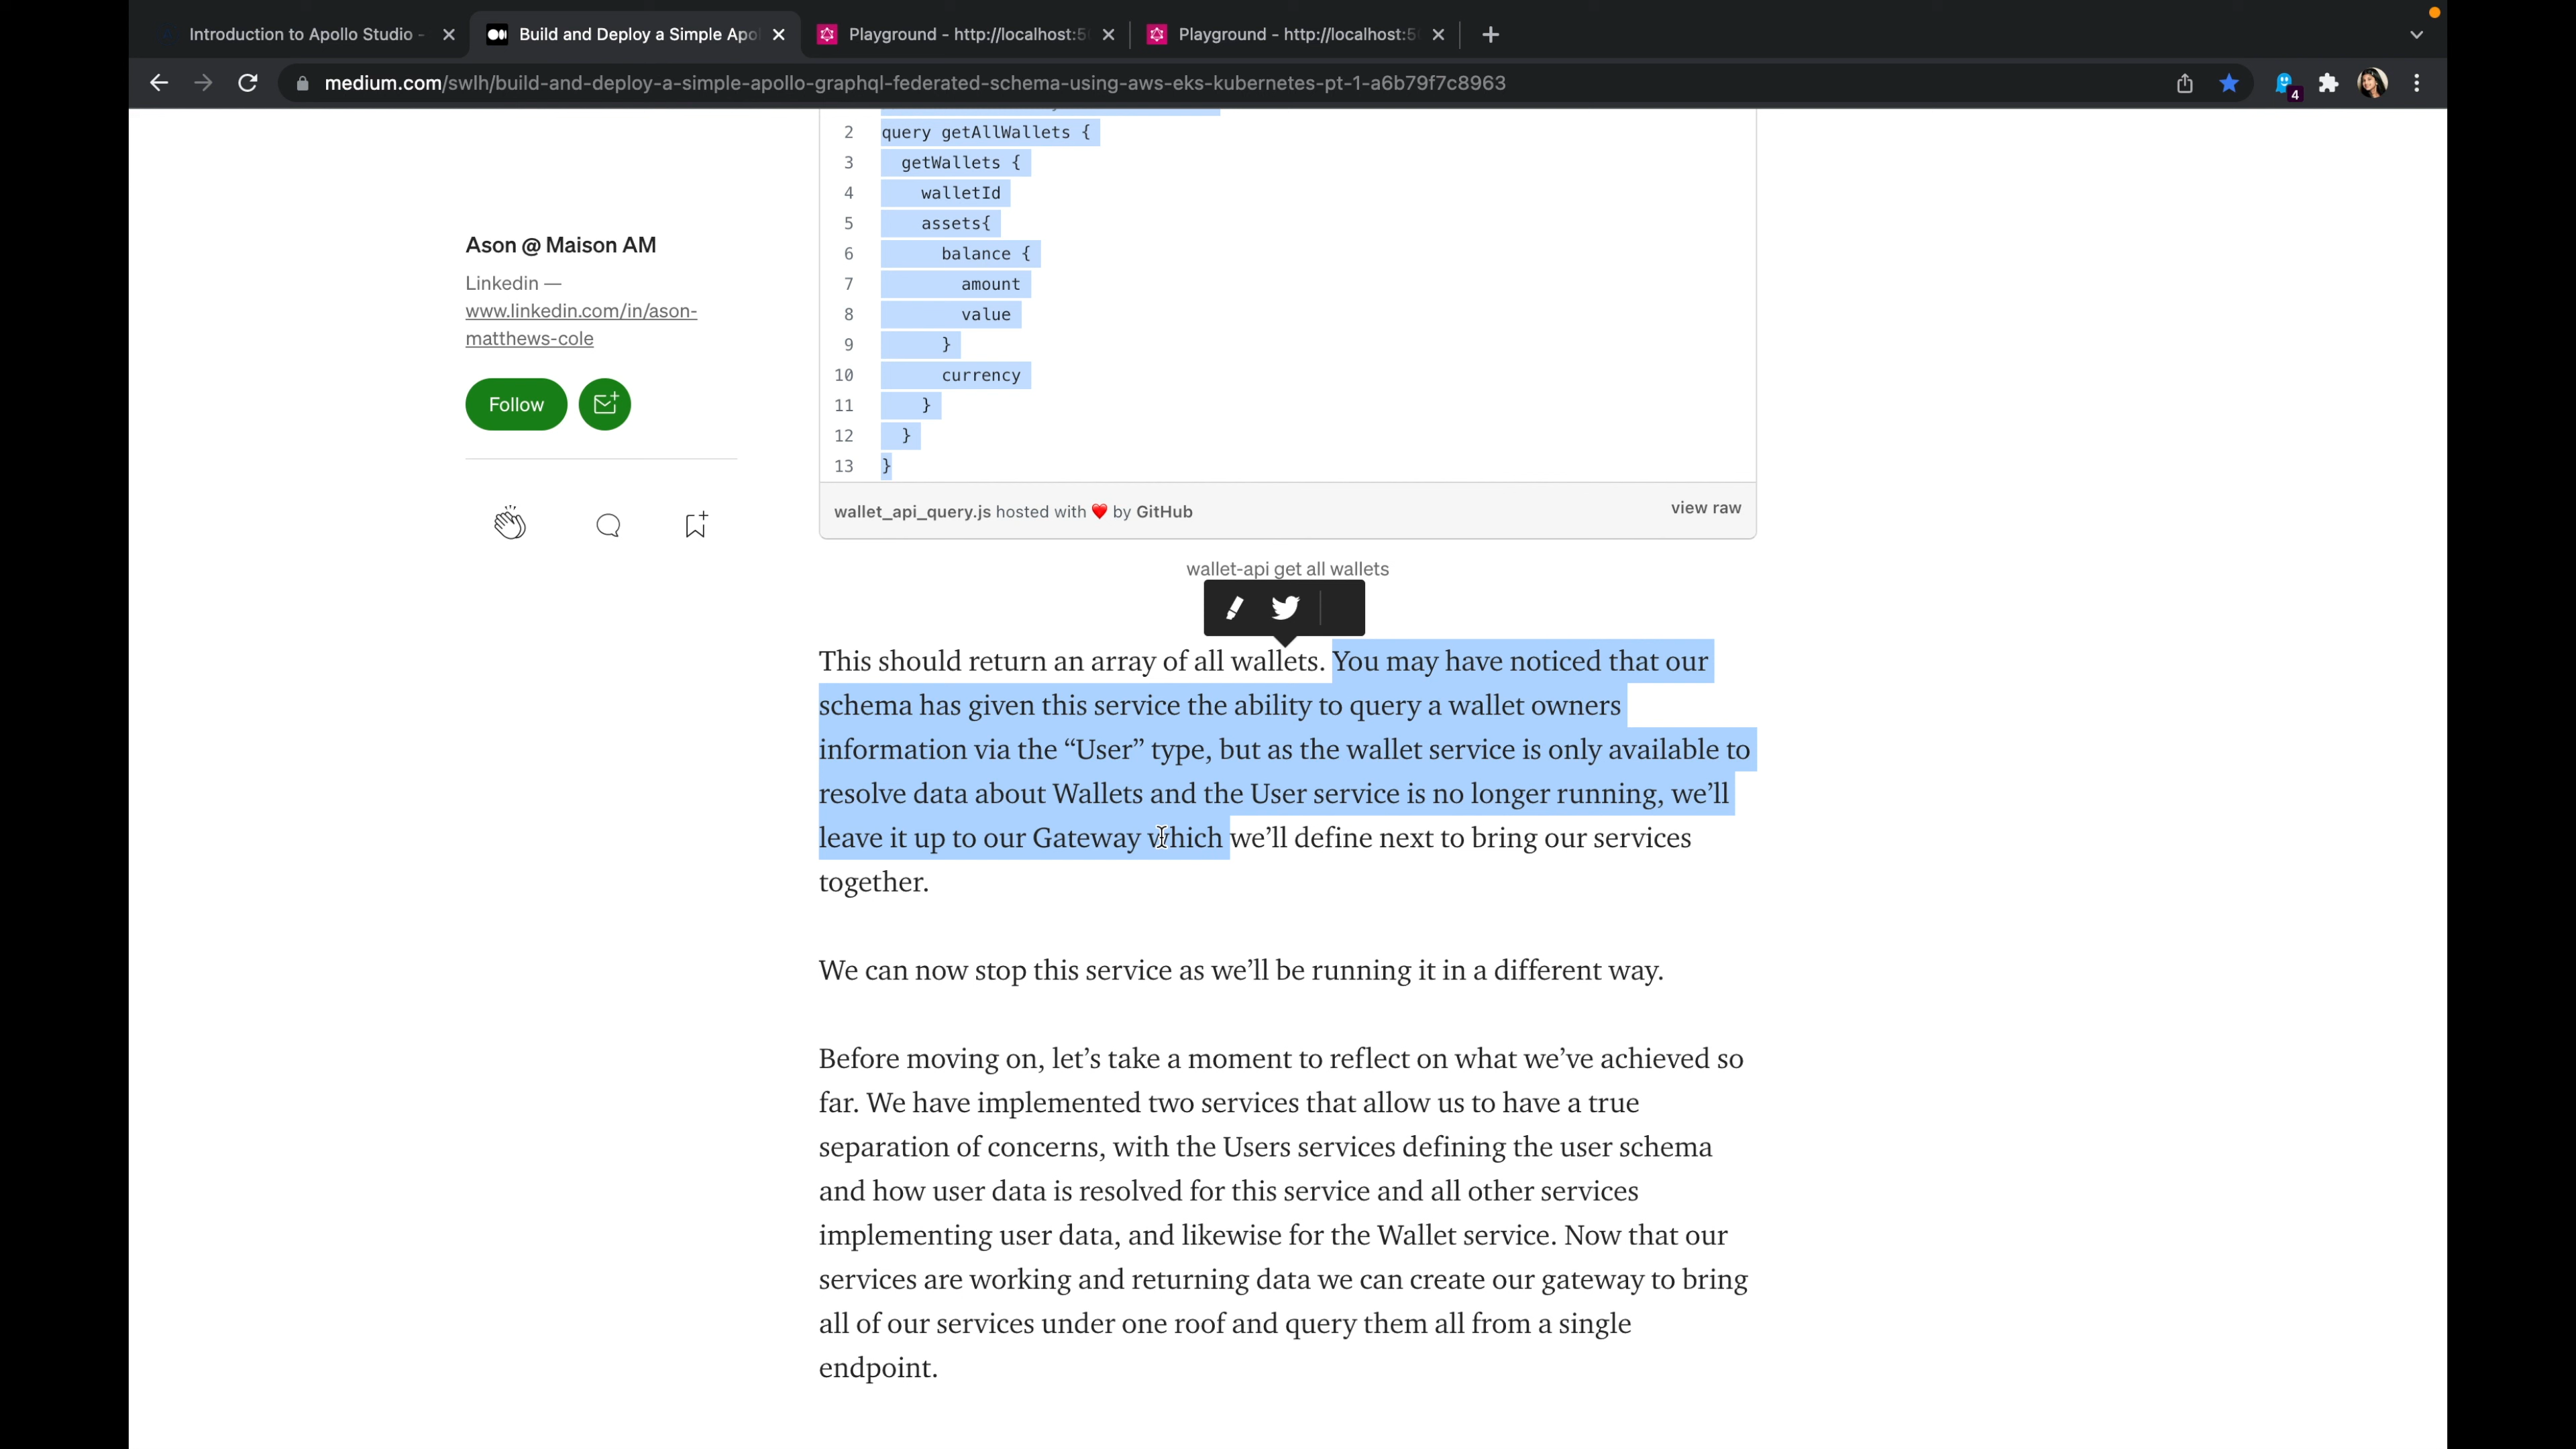 Introduction to Apollo Studio -
Build and Deploy a Simple Apo
Playground - http://localhost:5
Playground - http://localhost:5
medium.com/swlh/build-and-deploy-a-simple-apollo-graphql-federated-schema-using-aws-eks-kubernetes-pt-1-a6b79f7c8963
4
Ason @ Maison AM
Linkedin —
www.linkedin.com/in/ason-
matthews-cole
Follow
2 query getAllWallets {
3 getWallets {
4 walletId
5 assets{
6 balance {
7 amount
8 value
9 }
10 currency
11 }
12 }
13 }
wallet_api_query.js hosted with ❤ by GitHub
view raw
wallet-api get all wallets
This should return an array of all wallets. You may have noticed that our
schema has given this service the ability to query a wallet owners
information via the “User” type, but as the wallet service is only available to
resolve data about Wallets and the User service is no longer running, we’ll
leave it up to our Gateway which we’ll define next to bring our services
together.
We can now stop this service as we’ll be running it in a different way.
Before moving on, let’s take a moment to reflect on what we’ve achieved so
far. We have implemented two services that allow us to have a true
separation of concerns, with the Users services defining the user schema
and how user data is resolved for this service and all other services
implementing user data, and likewise for the Wallet service. Now that our
services are working and returning data we can create our gateway to bring
all of our services under one roof and query them all from a single
endpoint.